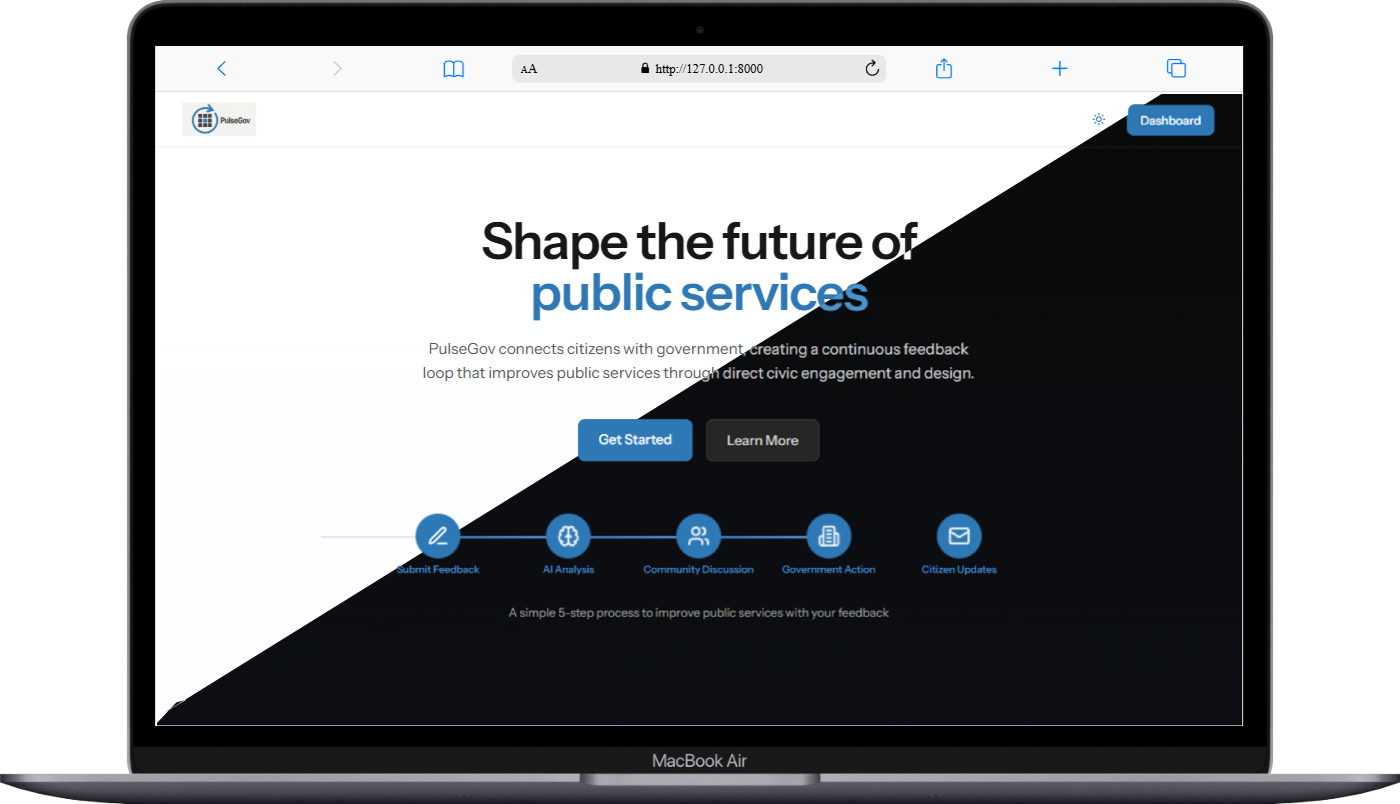 AA http://127.0.0.1:8000
PulseGov
Dashboard
Shape the future of
public services
PulseGov connects citizens with government, creating a continuous feedback
loop that improves public services through direct civic engagement and design.
Get Started Learn More
Submit Feedback AI Analysis Community Discussion Government Action Citizen Updates
A simple 5-step process to improve public services with your feedback
MacBook Air